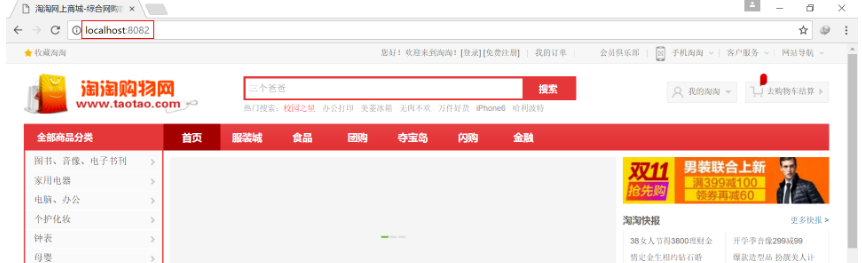 淘淘网上商城-综合网购
localhost:8082
收藏淘淘
您好！欢迎来到淘淘！[登录][免费注册] 我的订单 会员俱乐部 手机淘淘 客户服务 网站导航
淘淘购物网
www.taotao.com
三个爸爸
搜索
我的淘淘
去购物车结算
热门搜索： 校园之星 办公打印 美菱冰箱 无肉不欢 万件好货 iPhone6 哈利波特
全部商品分类 首页 服装城 食品 团购 夺宝岛 闪购 金融
图书、音像、电子书刊
家用电器
电脑、办公
个护化妆
钟表
母婴
双11
抢先购
男装联合上新
满399减100
领券再减60
淘淘快报
更多快报 >
38女人节得3800理财金
开学季合像299减99
情定金生相约钻石婚
爆款造型品 扮靓美人计